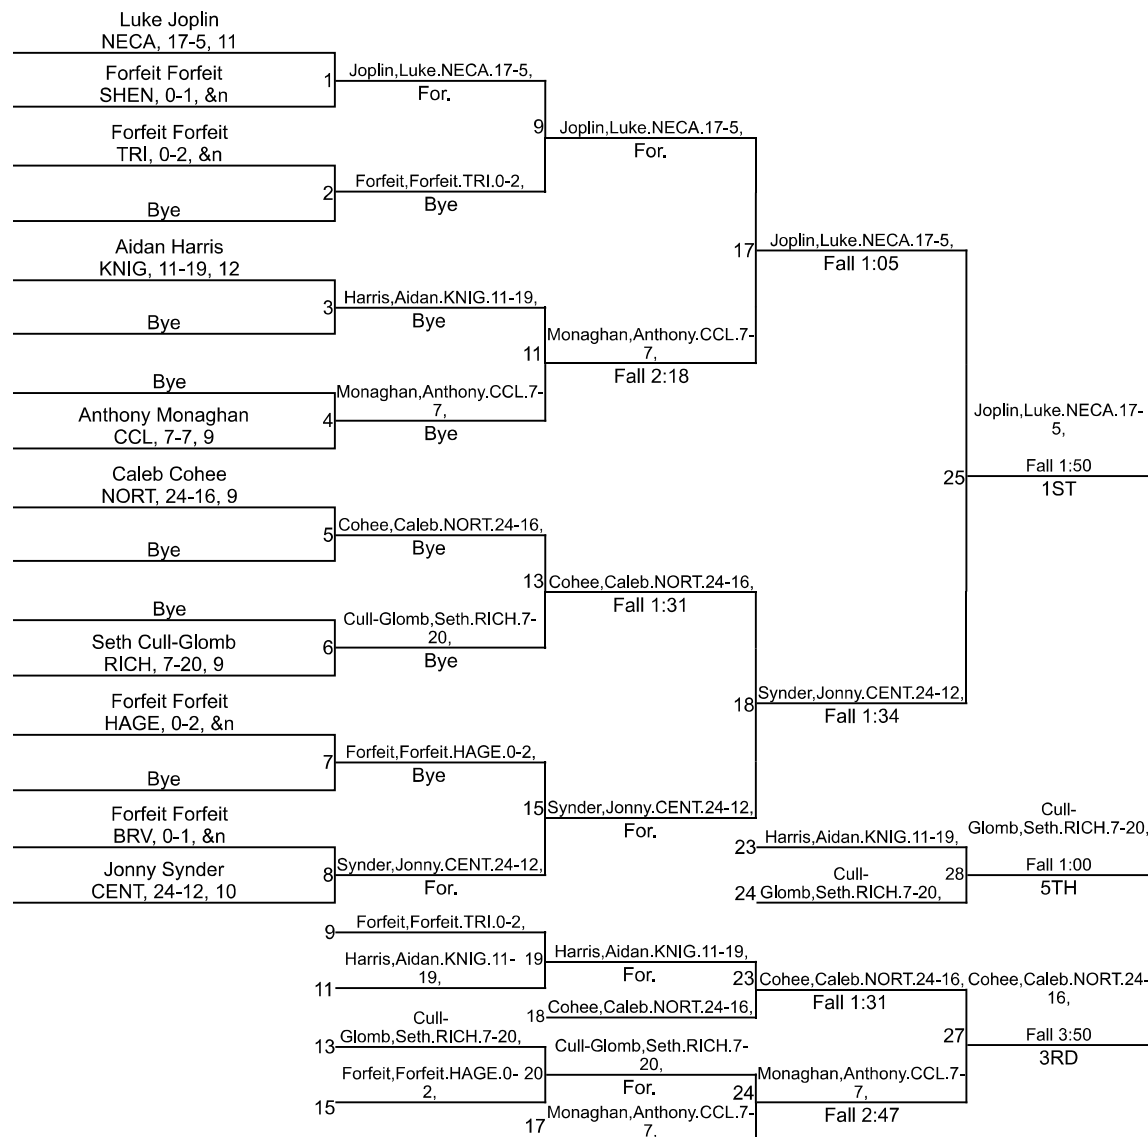 Luke Joplin
NECA, 17-5, 11
Forfeit Forfeit
SHEN, 0-1, &n
1
Joplin,Luke.NECA.17-5,
For.
Forfeit Forfeit
TRI, 0-2, &n
Bye
2
Forfeit,Forfeit.TRI.0-2,
Bye
9
Joplin,Luke.NECA.17-5,
For.
Aidan Harris
KNIG, 11-19, 12
Bye
3
Harris,Aidan.KNIG.11-19,
Bye
Bye
Anthony Monaghan
CCL, 7-7, 9
4
Monaghan,Anthony.CCL.7-
7,
Bye
11
Monaghan,Anthony.CCL.7-
7,
Fall 2:18
17
Joplin,Luke.NECA.17-5,
Fall 1:05
Caleb Cohee
NORT, 24-16, 9
Bye
5
Cohee,Caleb.NORT.24-16,
Bye
Bye
Seth Cull-Glomb
RICH, 7-20, 9
6
Cull-Glomb,Seth.RICH.7-
20,
Bye
13
Cohee,Caleb.NORT.24-16,
Fall 1:31
Forfeit Forfeit
HAGE, 0-2, &n
Bye
7
Forfeit,Forfeit.HAGE.0-2,
Bye
Forfeit Forfeit
BRV, 0-1, &n
Jonny Synder
CENT, 24-12, 10
8
Synder,Jonny.CENT.24-12,
For.
15
Synder,Jonny.CENT.24-12,
For.
18
Synder,Jonny.CENT.24-12,
Fall 1:34
25
Joplin,Luke.NECA.17-
5,
Fall 1:50
1ST
23
Harris,Aidan.KNIG.11-19,
24
Cull-
Glomb,Seth.RICH.7-20,
28
Cull-
Glomb,Seth.RICH.7-20,
Fall 1:00
5TH
9
Forfeit,Forfeit.TRI.0-2,
11
Harris,Aidan.KNIG.11-
19,
19
Harris,Aidan.KNIG.11-19,
For.
18
Cohee,Caleb.NORT.24-16,
23
Cohee,Caleb.NORT.24-16,
Fall 1:31
13
Cull-
Glomb,Seth.RICH.7-20,
15
Forfeit,Forfeit.HAGE.0-
2,
20
Cull-Glomb,Seth.RICH.7-
20,
For.
17
Monaghan,Anthony.CCL.7-
7,
24
Monaghan,Anthony.CCL.7-
7,
Fall 2:47
27
Cohee,Caleb.NORT.24-
16,
Fall 3:50
3RD